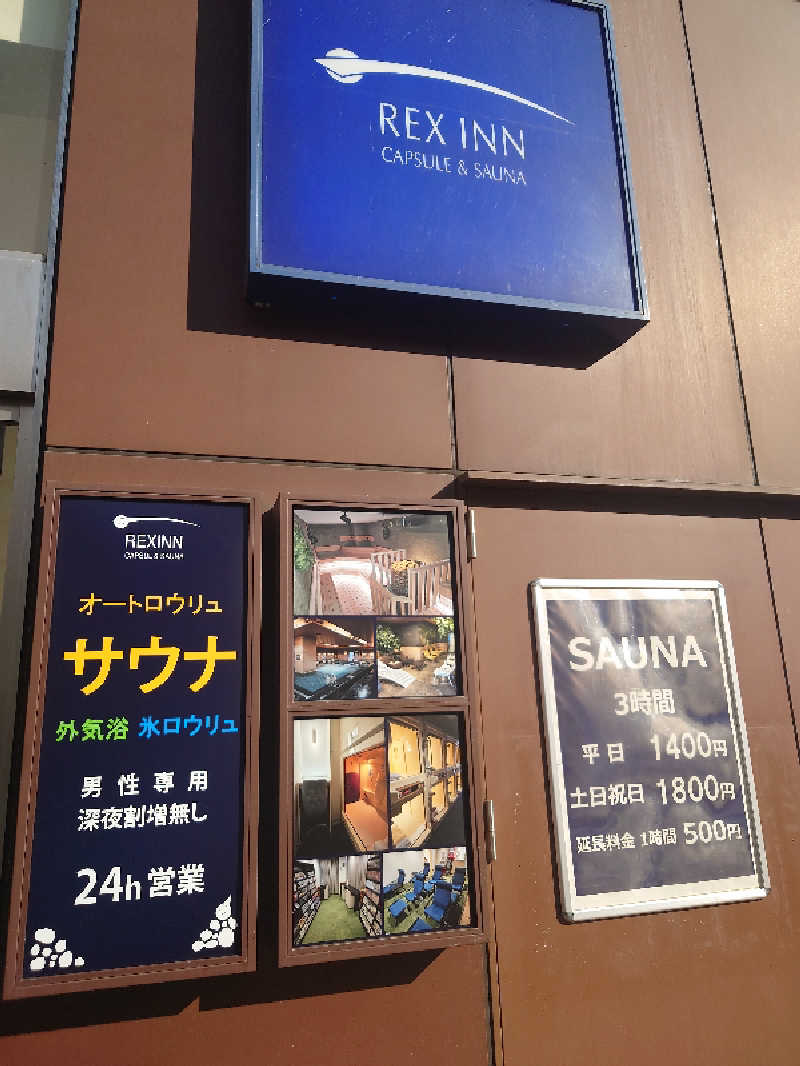 REX INN
CAPSULE & SAUNA
REXINN
CAPSULE & SAUNA
オートロウリュ
サウナ
外気浴 氷ロウリュ
男性専用
深夜割増無し
24h営業
SAUNA
3時間
平日 1400円
土日祝日 1800円
延長料金 1時間 500円